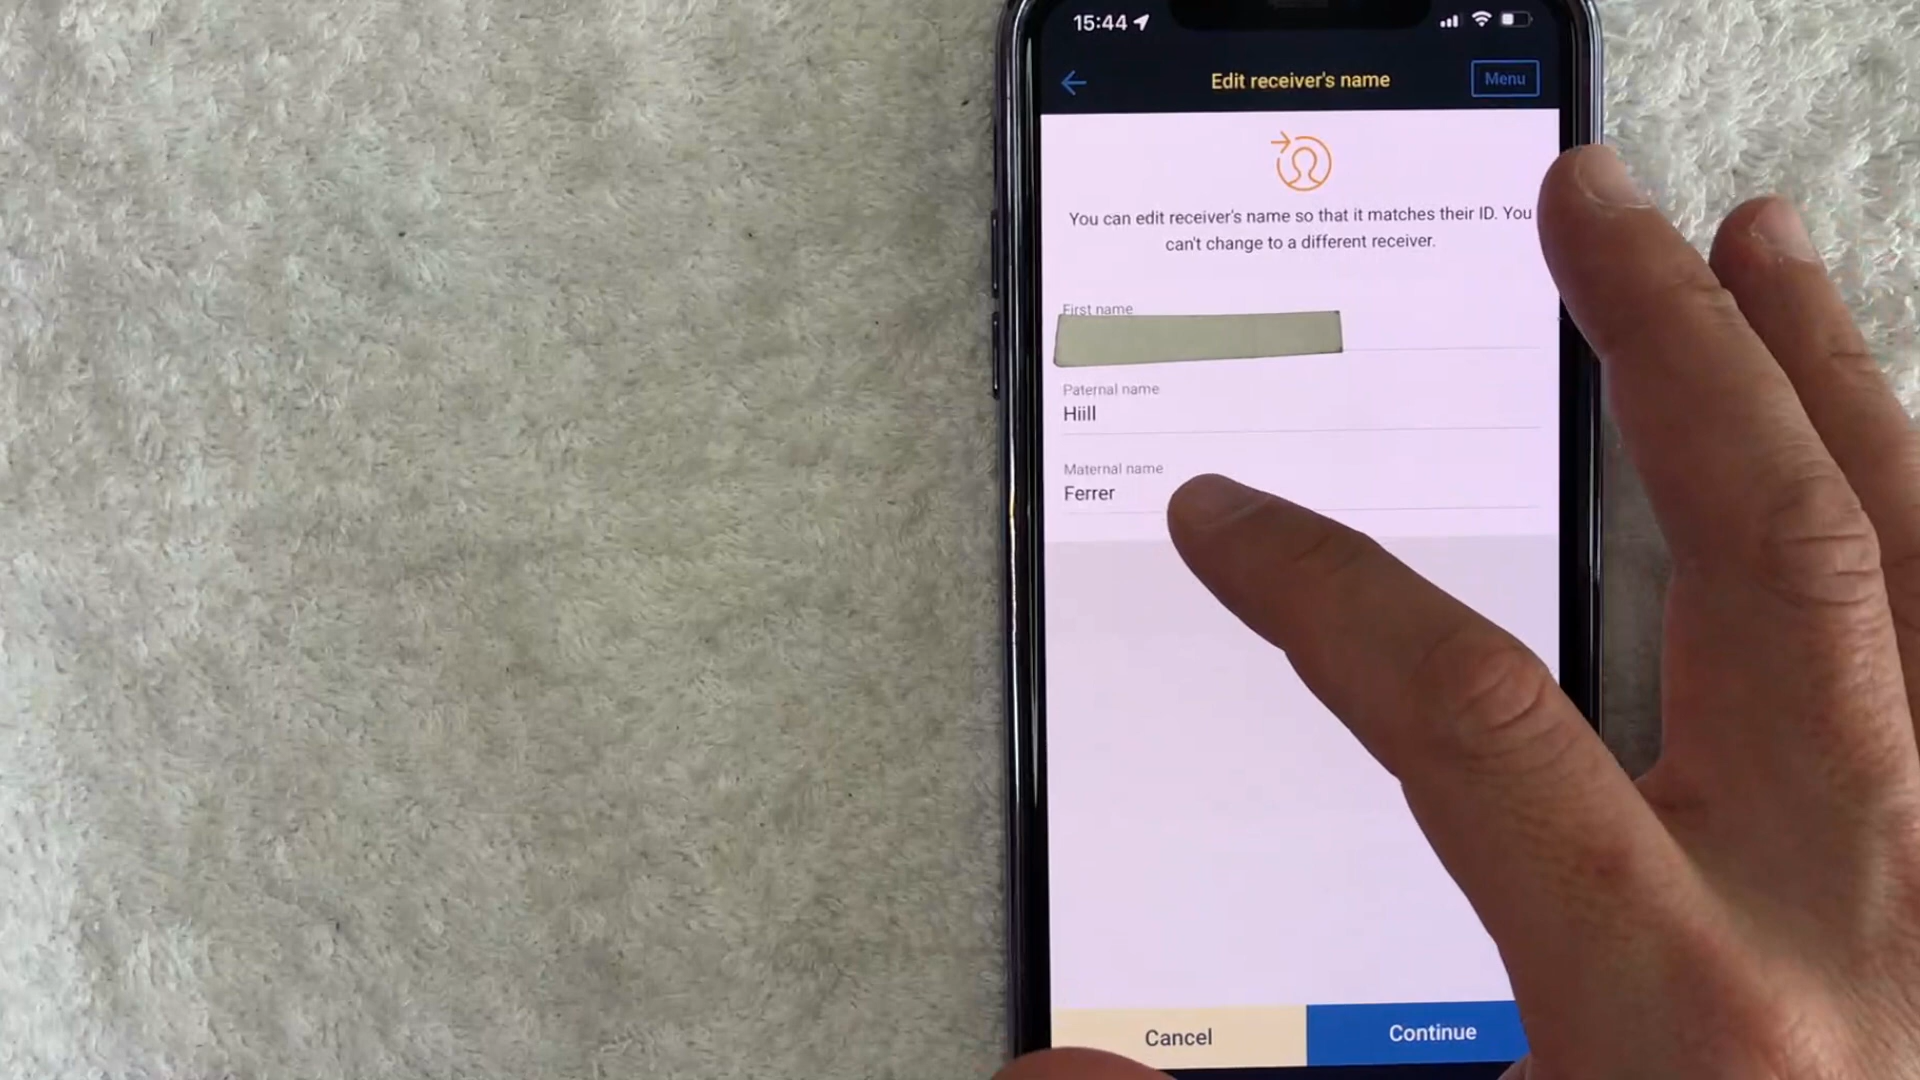 15:44
Edit receiver's name
Menu
You can edit receiver's name so that it matches their ID. You
can't change to a different receiver.
First name
Paternal name
Hiill
Maternal name
Ferrer
Cancel
Continue